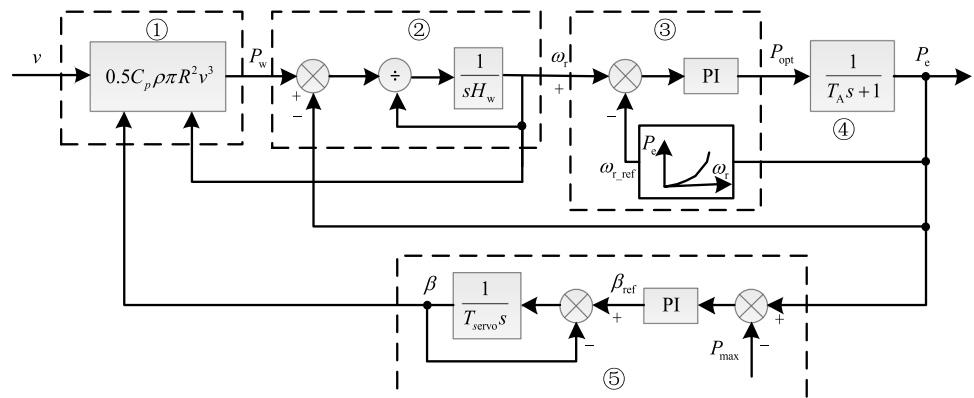 ①
②
③
v
0.5C_pρπR²v³
P_w
+
−
÷
1
sH_w
ω_r
+
−
PI
P_opt
1
T_A s+1
④
P_e
ω_r_ref
P_e
ω_r
β
1
T_servo s
−
β_ref
+
PI
+
−
P_max
⑤